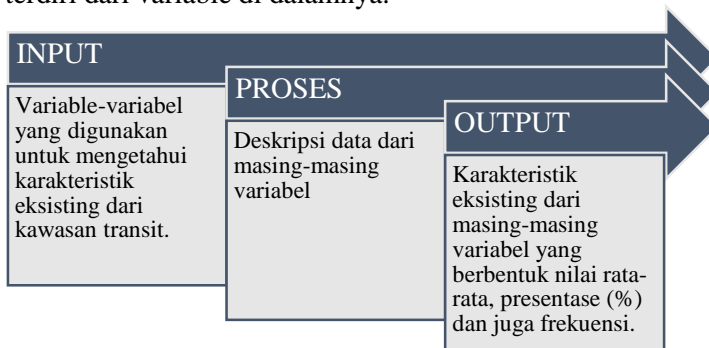 terdiri dari variable di dalamnya.
INPUT
Variable-variabel
yang digunakan
untuk mengetahui
karakteristik
eksisting dari
kawasan transit.
PROSES
Deskripsi data dari
masing-masing
variabel
OUTPUT
Karakteristik
eksisting dari
masing-masing
variabel yang
berbentuk nilai rata-
rata, presentase (%)
dan juga frekuensi.